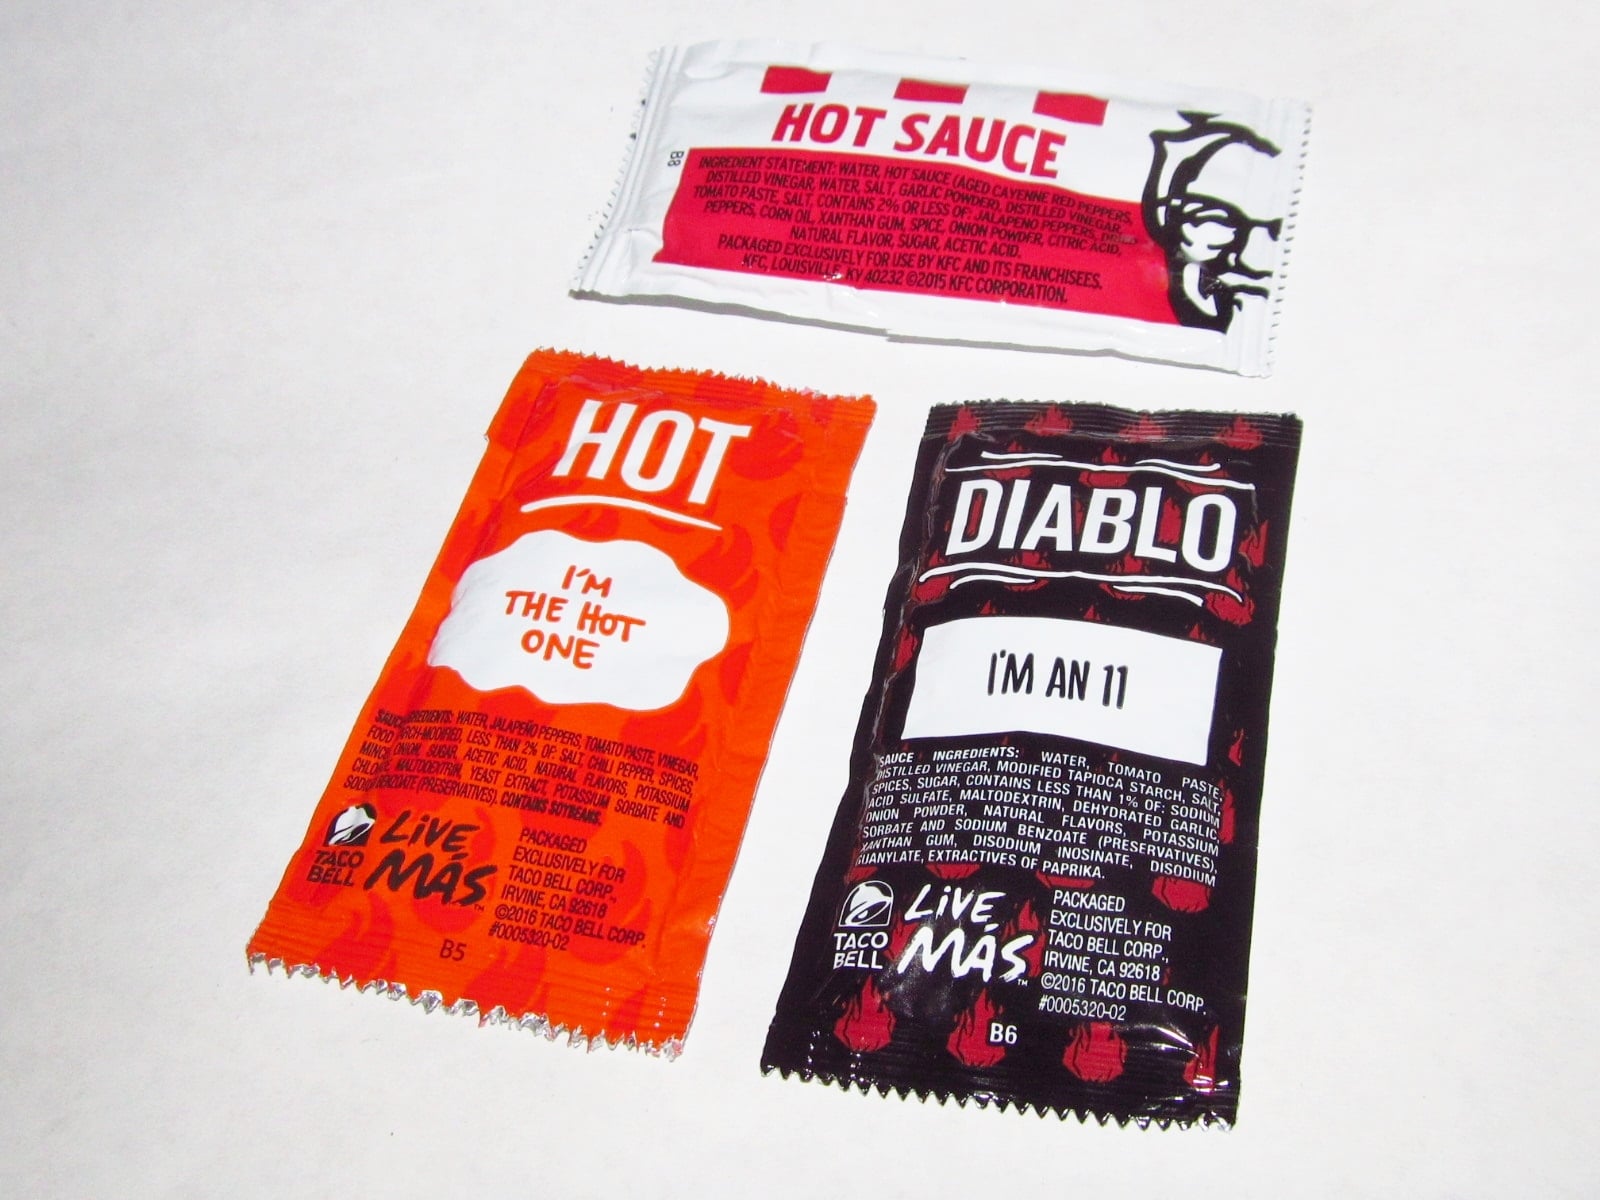 HOT SAUCE
B8
INGREDIENT STATEMENT: WATER, HOT SAUCE (AGED CAYENNE RED PEPPERS,
DISTILLED VINEGAR, WATER, SALT, GARLIC POWDER), DISTILLED VINEGAR,
TOMATO PASTE, SALT, CONTAINS 2% OR LESS OF: JALAPENO PEPPERS,
PEPPERS, CORN OIL, XANTHAN GUM, SPICE, ONION POWDER, CITRIC ACID,
NATURAL FLAVOR, SUGAR, ACETIC ACID.
PACKAGED EXCLUSIVELY FOR USE BY KFC AND ITS FRANCHISEES.
KFC, LOUISVILLE, KY 40232 ©2015 KFC CORPORATION.
HOT
I'M
THE HOT
ONE
WATER, JALAPEÑO PEPPERS, TOMATO PASTE, VINEGAR,
FOOD LESS THAN 2% OF SALT, CHILI PEPPER, SPICES,
ONION, SUGAR, ACETIC ACID, NATURAL FLAVORS, POTASSIUM
MALTODEXTRIN, YEAST EXTRACT, POTASSIUM SORBATE AND
(PRESERVATIVES). CONTAINS SOYBEANS.
TACO
BELL
LIVE
MÁS™
PACKAGED
EXCLUSIVELY FOR
TACO BELL CORP.
IRVINE, CA 92618
©2016 TACO BELL CORP.
#0005320-02
B5
DIABLO
I'M AN 11
SAUCE INGREDIENTS: WATER, TOMATO PASTE,
DISTILLED VINEGAR, MODIFIED TAPIOCA STARCH, SALT,
SPICES, SUGAR, CONTAINS LESS THAN 1% OF: SODIUM
ACID SULFATE, MALTODEXTRIN, DEHYDRATED GARLIC,
ONION POWDER, NATURAL FLAVORS, POTASSIUM
SORBATE AND SODIUM BENZOATE (PRESERVATIVES),
XANTHAN GUM, DISODIUM INOSINATE, DISODIUM
GUANYLATE, EXTRACTIVES OF PAPRIKA.
TACO
BELL
LIVE
MÁS™
PACKAGED
EXCLUSIVELY FOR
TACO BELL CORP.,
IRVINE, CA 92618
©2016 TACO BELL CORP.
#0005320-02
B6